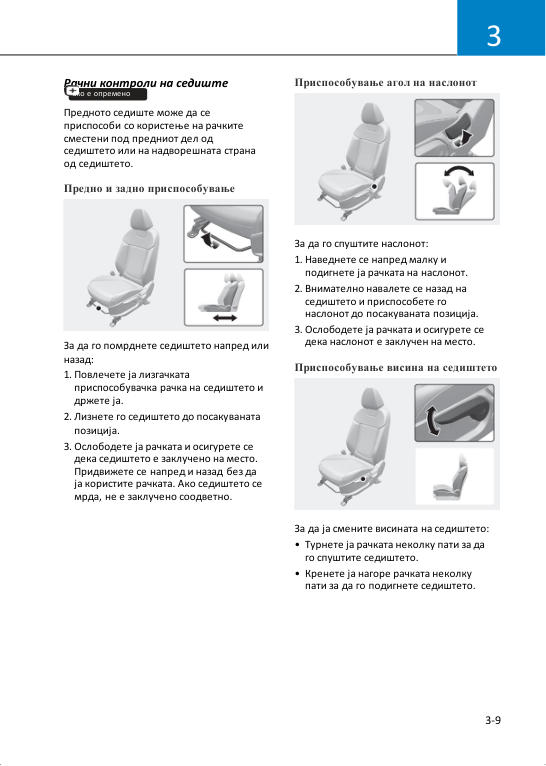 3
Рачни контроли на седиште
ако е опремено
Предното седиште може да се
приспособи со користење на рачките
сместени под предниот дел од
седиштето или на надворешната страна
од седиштето.
Предно и задно приспособување
За да го помрднете седиштето напред или
назад:
1. Повлечете ја лизгачката
приспособувачка рачка на седиштето и
држете ја.
2. Лизнете го седиштето до посакуваната
позиција.
3. Ослободете ја рачката и осигурете се
дека седиштето е заклучено на место.
Придвижете се напред и назад без да
ја користите рачката. Ако седиштето се
мрда, не е заклучено соодветно.
Приспособување агол на наслонот
За да го спуштите наслонот:
1. Наведнете се напред малку и
подигнете ја рачката на наслонот.
2. Внимателно навалете се назад на
седиштето и приспособете го
наслонот до посакуваната позиција.
3. Ослободете ја рачката и осигурете се
дека наслонот е заклучен на место.
Приспособување висина на седиштето
За да ја смените висината на седиштето:
• Турнете ја рачката неколку пати за да
го спуштите седиштето.
• Кренете ја нагоре рачката неколку
пати за да го подигнете седиштето.
3-9